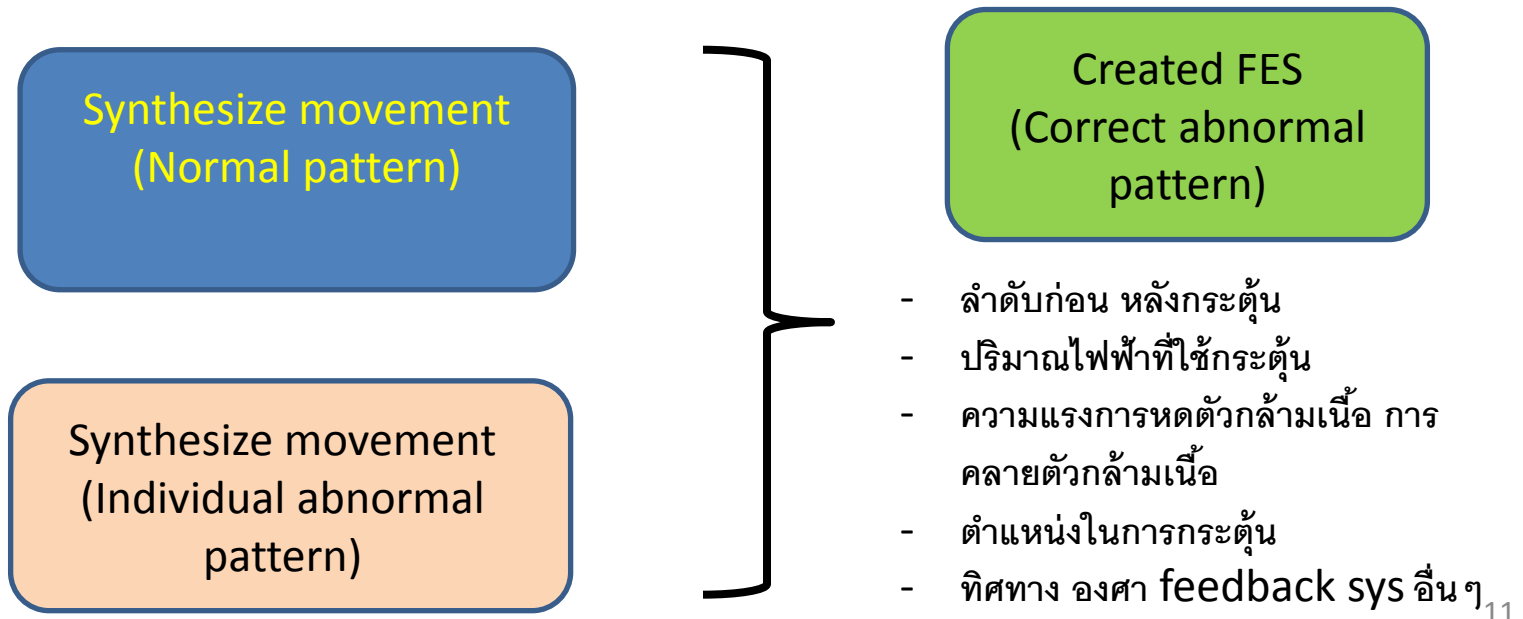 Synthesize movement
(Normal pattern)
Synthesize movement
(Individual abnormal
pattern)
Created FES
(Correct abnormal
pattern)
- ลำดับก่อน หลังกระตุ้น
- ปริมาณไฟฟ้าที่ใช้กระตุ้น
- ความแรงการหดตัวกล้ามเนื้อ การ
คลายตัวกล้ามเนื้อ
- ตำแหน่งในการกระตุ้น
- ทิศทาง องศา feedback sys อื่นๆ
11